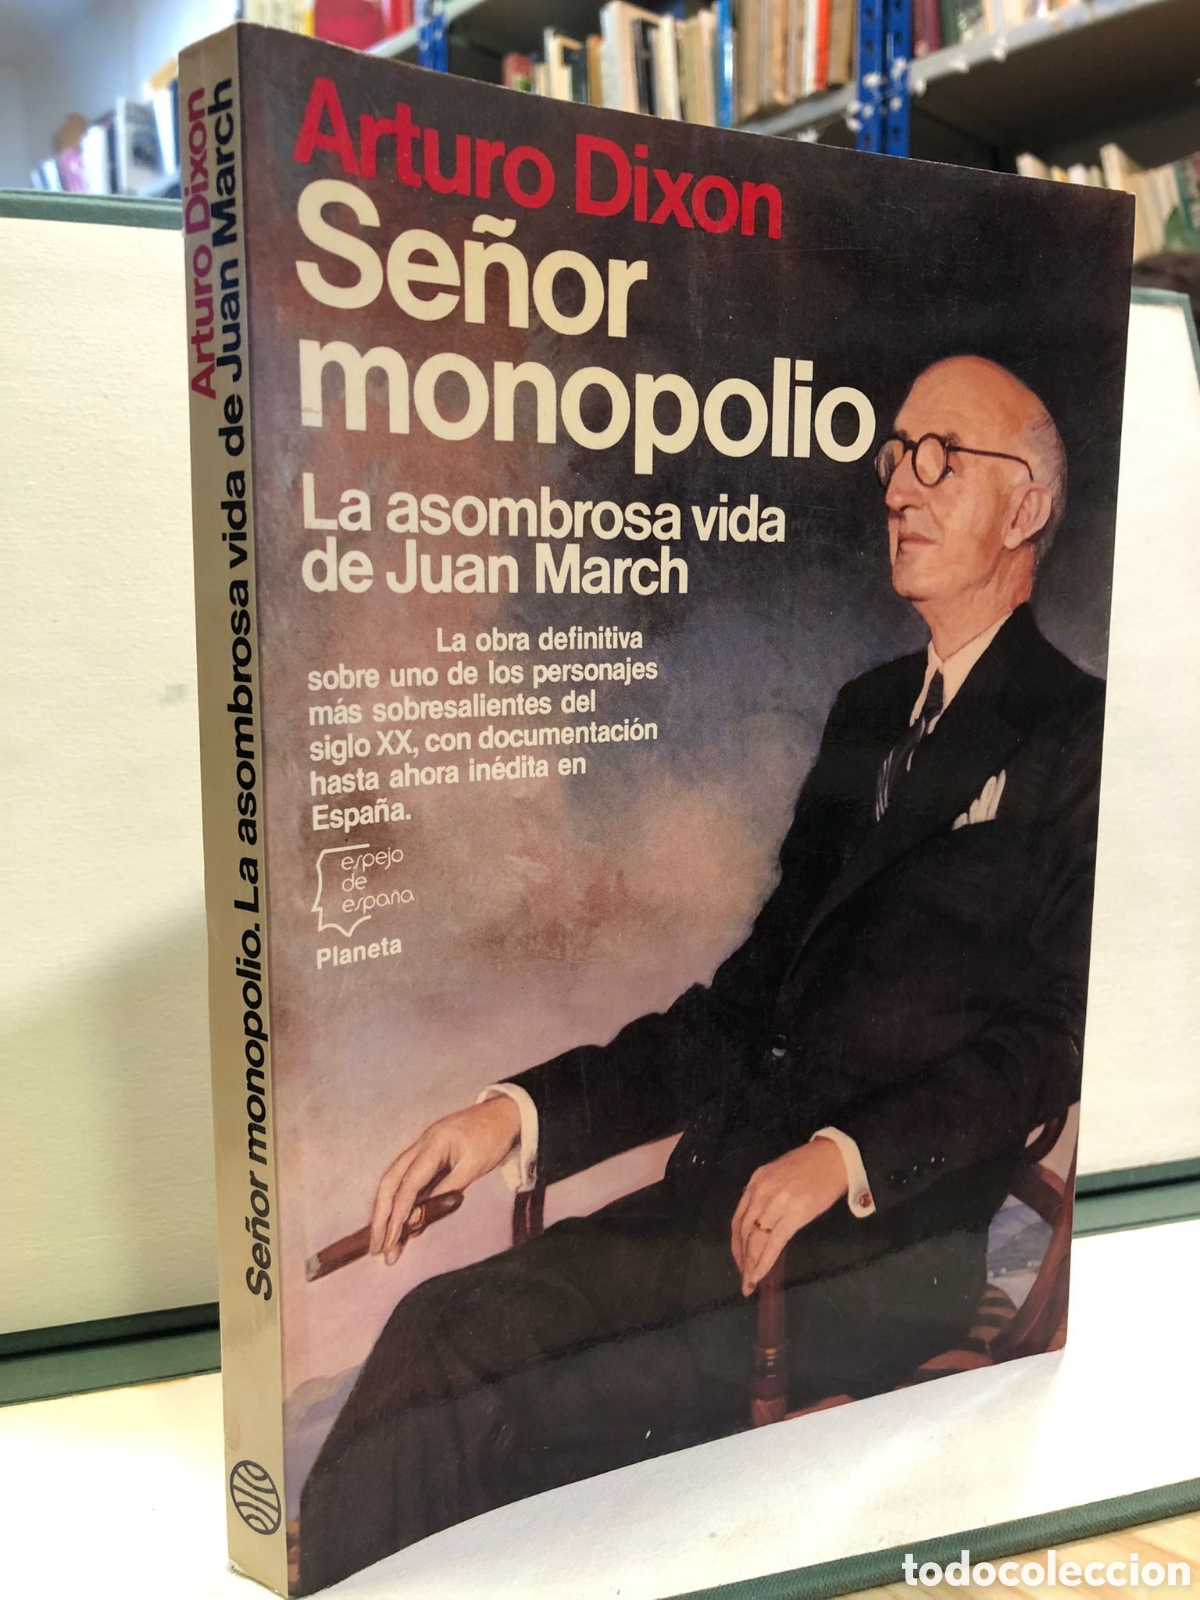 Arturo Dixon
Señor
monopolio
La asombrosa vida
de Juan March
La obra definitiva
sobre uno de los personajes
más sobresalientes del
siglo XX, con documentación
hasta ahora inédita en
España.
espejo
de
españa
Planeta
Arturo Dixon
Señor monopolio. La asombrosa vida de Juan March
todocoleccion